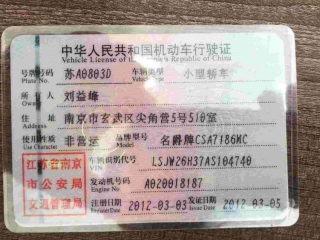 中华人民共和国机动车行驶证
Vehicle License of the People's Republic of China
号牌号码 苏A0803D 车辆类型 小型轿车
Plate No. Vehicle Type
所有人 刘益峰
Owner
住址 南京市玄武区尖角营5号510室
Address
使用性质 非营运 品牌型号 名爵牌CSA7186MC
Use Character Model
江苏省南京 车辆识别代号 LSJW26H37AS104740
VIN
市公安局 发动机号码 A020018187
Engine No.
交通管理局 注册日期 2012-03-03 发证日期 2012-03-05
Register Date Issue Date